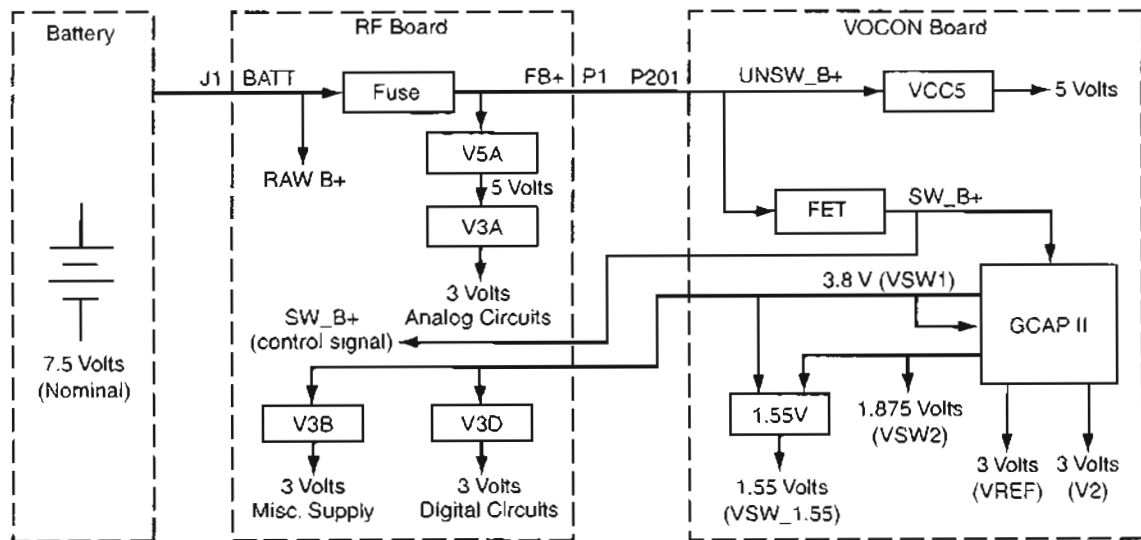 Battery
RF Board
VOCON Board
J1
BATT
Fuse
FB+
P1
P201
UNSW_B+
VCC5
5 Volts
RAW B+
V5A
5 Volts
V3A
3 Volts
Analog Circuits
FET
SW_B+
3.8 V (VSW1)
GCAP II
SW_B+
(control signal)
7.5 Volts
(Nominal)
V3B
V3D
1.55V
1.875 Volts
(VSW2)
3 Volts
Misc. Supply
3 Volts
Digital Circuits
1.55 Volts
(VSW_1.55)
3 Volts
(VREF)
3 Volts
(V2)